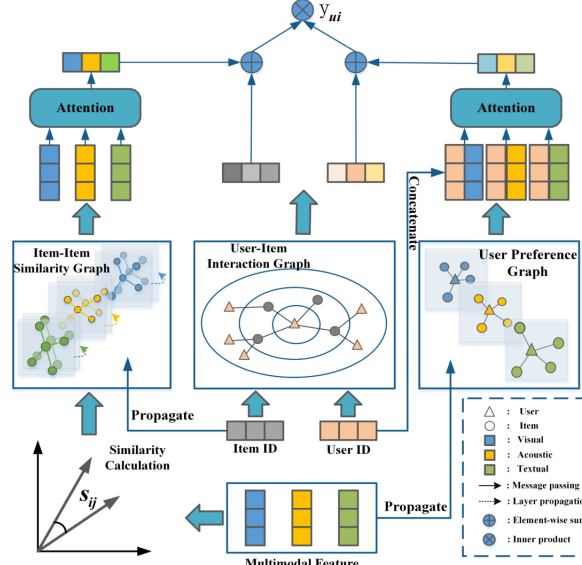 y_ui
Attention
Attention
Concatenate
Item-Item
Similarity Graph
User-Item
Interaction Graph
User Preference
Graph
Propagate
Item ID
User ID
Similarity
Calculation
S_ij
Propagate
Multimodal Feature
: User
: Item
: Visual
: Acoustic
: Textual
: Message passing
: Layer propagatio
: Element-wise su
: Inner product